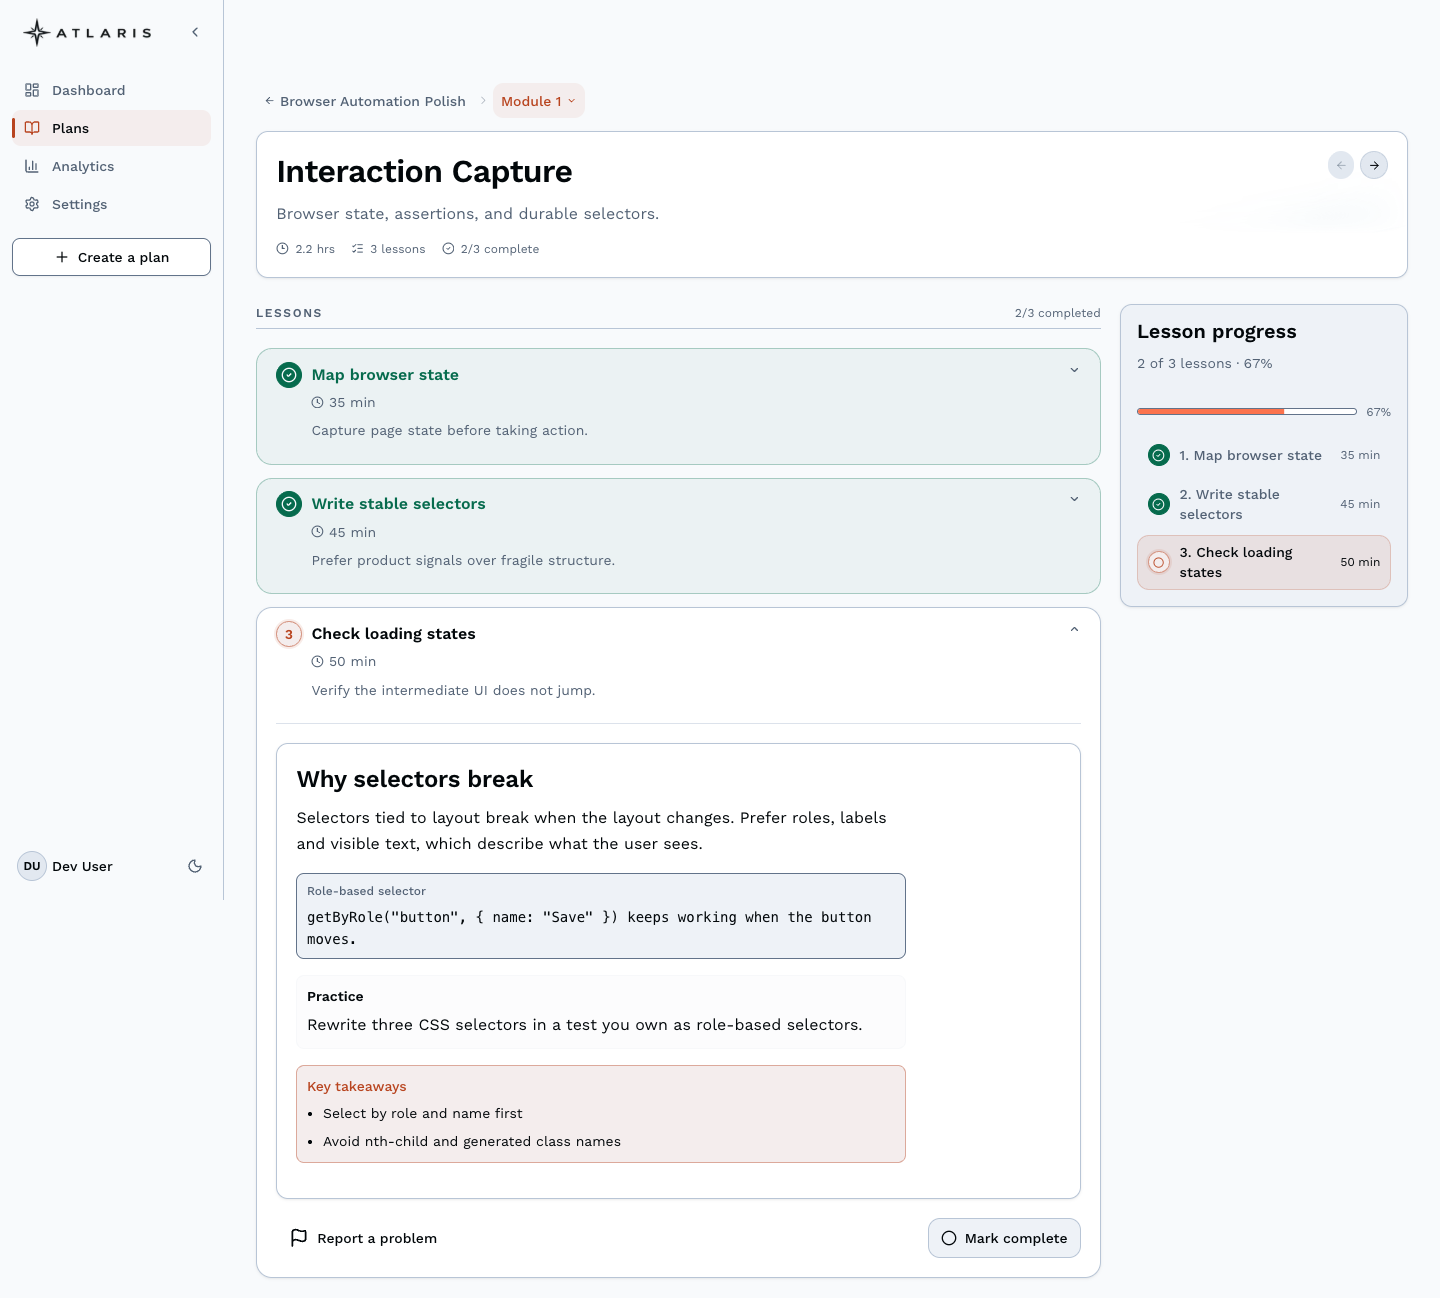 ATLARIS
Dashboard
Plans
Analytics
Settings
Create a plan
DU Dev User
Browser Automation Polish
Module 1
Interaction Capture
Browser state, assertions, and durable selectors.
2.2 hrs 3 lessons 2/3 complete
LESSONS
2/3 completed
Map browser state
35 min
Capture page state before taking action.
Write stable selectors
45 min
Prefer product signals over fragile structure.
3 Check loading states
50 min
Verify the intermediate UI does not jump.
Why selectors break
Selectors tied to layout break when the layout changes. Prefer roles, labels
and visible text, which describe what the user sees.
Role-based selector
getByRole("button", { name: "Save" }) keeps working when the button
moves.
Practice
Rewrite three CSS selectors in a test you own as role-based selectors.
Key takeaways
• Select by role and name first
• Avoid nth-child and generated class names
Report a problem
Mark complete
Lesson progress
2 of 3 lessons · 67%
67%
1. Map browser state 35 min
2. Write stable
selectors
45 min
3. Check loading
states
50 min